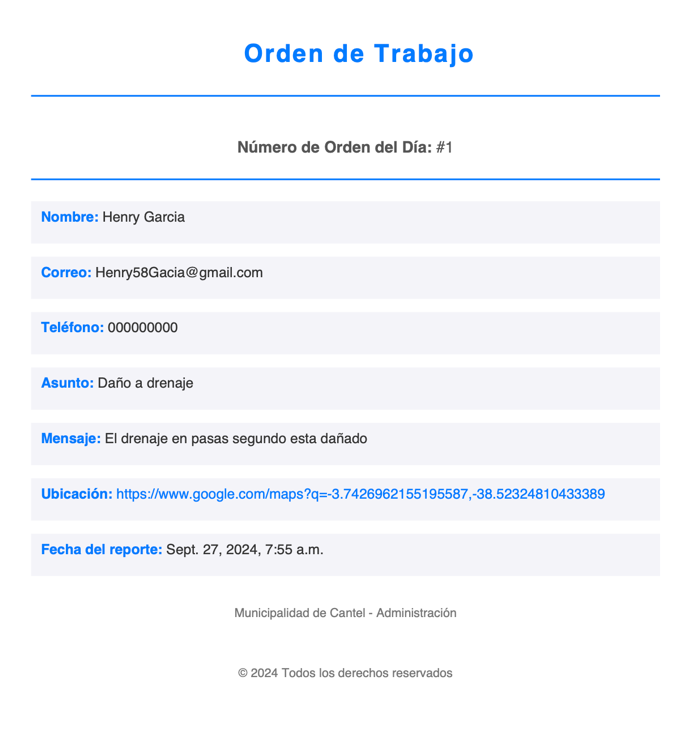 Orden de Trabajo
Número de Orden del Día: #1
Nombre: Henry Garcia
Correo: Henry58Gacia@gmail.com
Teléfono: 000000000
Asunto: Daño a drenaje
Mensaje: El drenaje en pasas segundo esta dañado
Ubicación: https://www.google.com/maps?q=-3.7426962155195587,-38.52324810433389
Fecha del reporte: Sept. 27, 2024, 7:55 a.m.
Municipalidad de Cantel - Administración
© 2024 Todos los derechos reservados